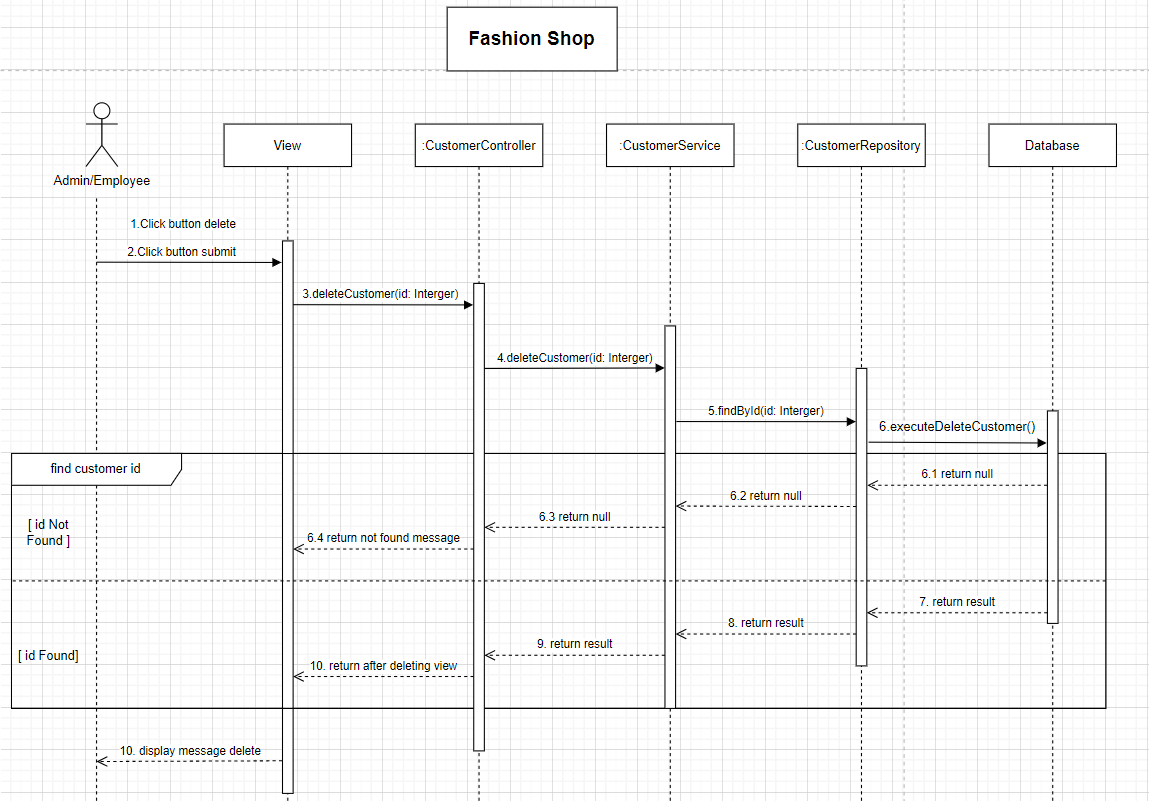 Fashion Shop
View
:CustomerController
:CustomerService
:CustomerRepository
Database
Admin/Employee
1.Click button delete
2.Click button submit
3.deleteCustomer(id: Interger)
4.deleteCustomer(id: Interger)
5.findById(id: Interger)
6.executeDeleteCustomer()
find customer id
6.1 return null
6.2 return null
6.3 return null
[ id Not
Found ]
6.4 return not found message
7. return result
8. return result
9. return result
[ id Found]
10. return after deleting view
10. display message delete